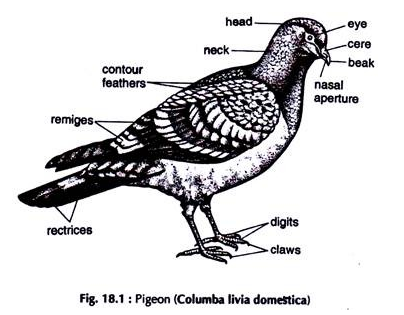 head
eye
cere
neck
beak
nasal
aperture
contour
feathers
remiges
rectrices
digits
claws
Fig. 18.1 : Pigeon (Columba livia domestica)